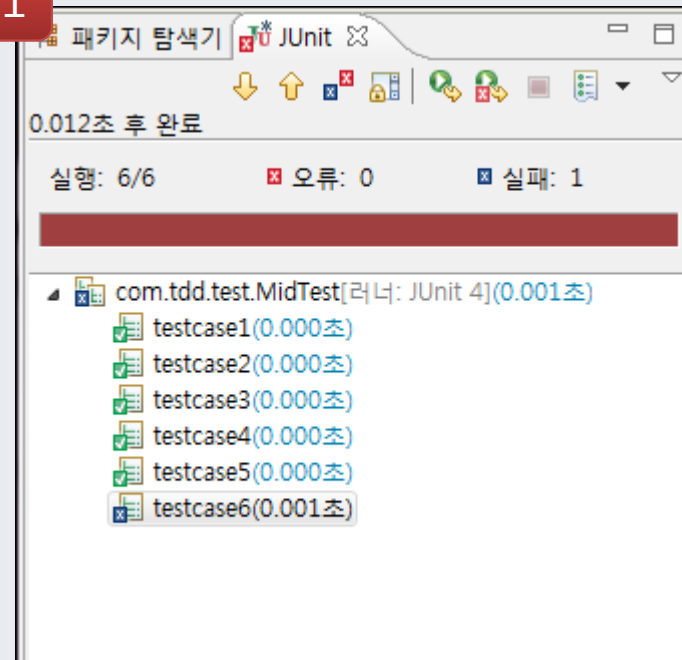 1
패키지 탐색기 JUnit
0.012초 후 완료
실행: 6/6 오류: 0 실패: 1
com.tdd.test.MidTest[러너: JUnit 4](0.001초)
testcase1(0.000초)
testcase2(0.000초)
testcase3(0.000초)
testcase4(0.000초)
testcase5(0.000초)
testcase6(0.001초)